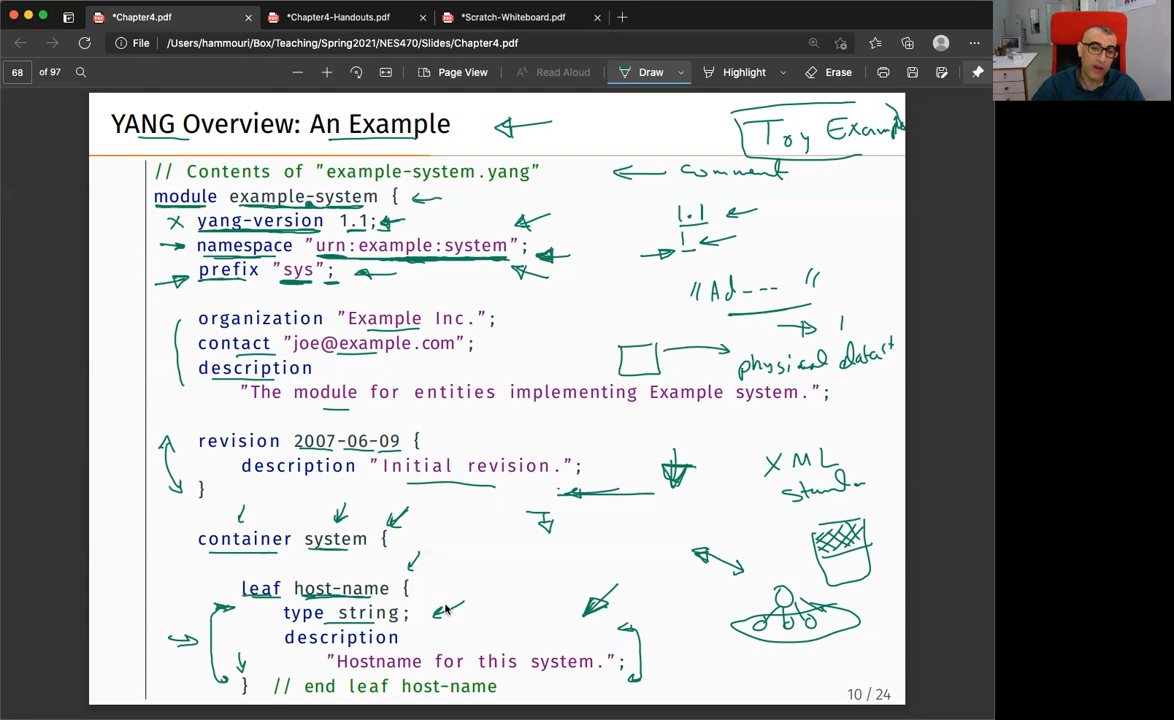 *Chapter4.pdf
*Chapter4-Handouts.pdf
*Scratch-Whiteboard.pdf
File
/Users/hammouri/Box/Teaching/Spring2021/NES470/Slides/Chapter4.pdf
68 of 97
Page View
Read Aloud
Draw
Highlight
Erase
YANG Overview: An Example
Toy Example
// Contents of "example-system.yang"
comment
module example-system {
x yang-version 1.1;
1.1
namespace "urn:example:system";
1
prefix "sys";
"Ad--- "
organization "Example Inc.";
contact "joe@example.com";
physical datast
description
"The module for entities implementing Example system.";
revision 2007-06-09 {
description "Initial revision.";
XML
}
container system {
leaf host-name {
type string;
description
"Hostname for this system.";
} // end leaf host-name
10 / 24